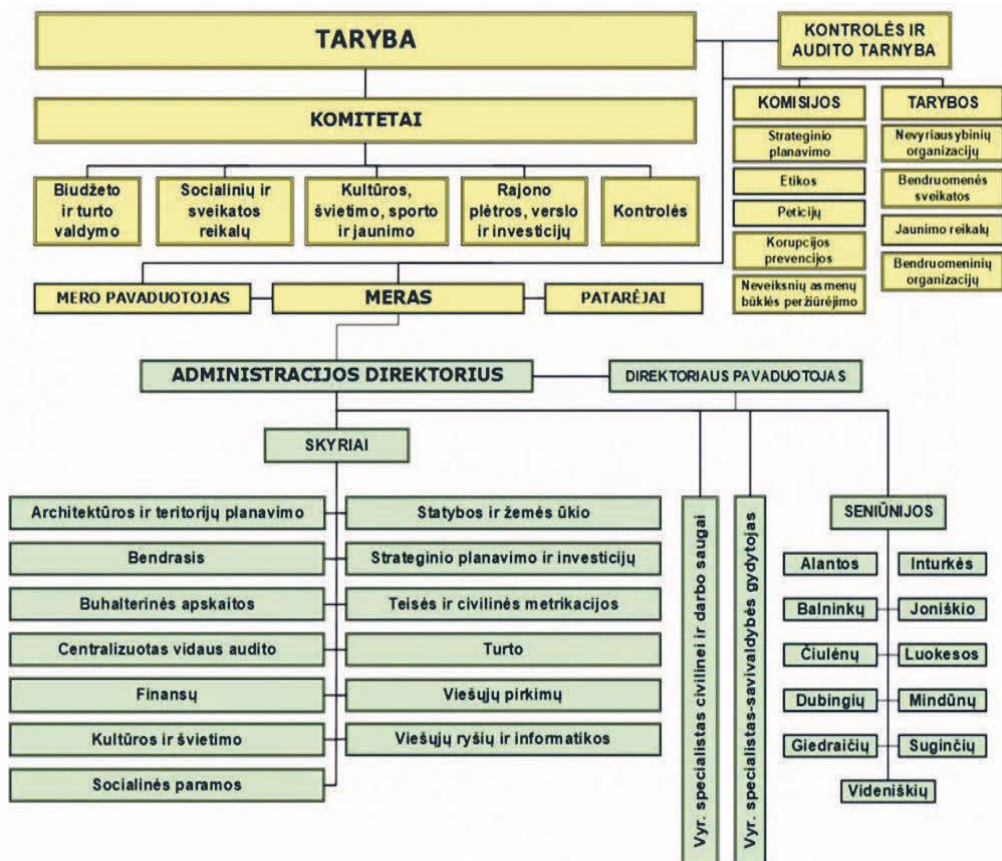 TARYBA
KONTROLĖS IR
AUDITO TARNYBA
KOMITETAI
KOMISIJOS
Strateginio
planavimo
Etikos
Peticijų
Korupcijos
prevencijos
Neveiksnių asmenų
būklės peržiūrėjimo
TARYBOS
Nevyriausybinių
organizacijų
Bendruomenės
sveikatos
Jaunimo reikalų
Bendruomeninių
organizacijų
Biudžeto
ir turto
valdymo
Socialinių ir
sveikatos
reikalų
Kultūros,
švietimo, sporto
ir jaunimo
Rajono
plėtros, verslo
ir investicijų
Kontrolės
MERO PAVADUOTOJAS
MERAS
PATARĖJAI
ADMINISTRACIJOS DIREKTORIUS
DIREKTORIAUS PAVADUOTOJAS
SKYRIAI
Architektūros ir teritorijų planavimo
Bendrasis
Buhalterinės apskaitos
Centralizuotas vidaus audito
Finansų
Kultūros ir švietimo
Socialinės paramos
Statybos ir žemės ūkio
Strateginio planavimo ir investicijų
Teisės ir civilinės metrikacijos
Turto
Viešųjų pirkimų
Viešųjų ryšių ir informatikos
Vyr. specialistas civilinei ir darbo saugai
Vyr. specialistas-savivaldybės gydytojas
SENIŪNIJOS
Alantos
Inturkės
Balninkų
Joniškio
Čiulėnų
Luokesos
Dubingių
Mindūnų
Giedraičių
Suginčių
Videniškių